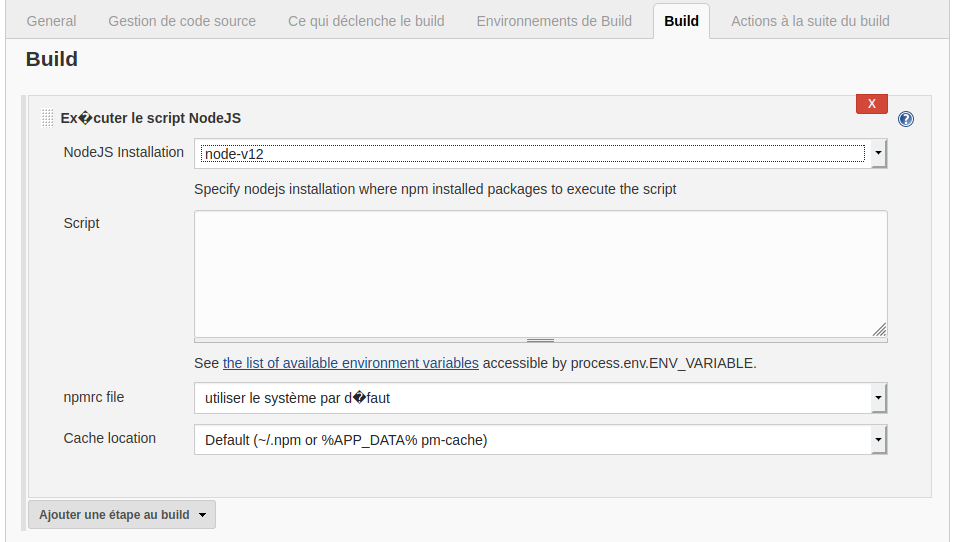 General Gestion de code source Ce qui déclenche le build Environnements de Build Build Actions à la suite du build
Build
X
Ex�cuter le script NodeJS
NodeJS Installation node-v12
Specify nodejs installation where npm installed packages to execute the script
Script
See the list of available environment variables accessible by process.env.ENV_VARIABLE.
npmrc file utiliser le système par d�faut
Cache location Default (~/.npm or %APP_DATA% pm-cache)
Ajouter une étape au build